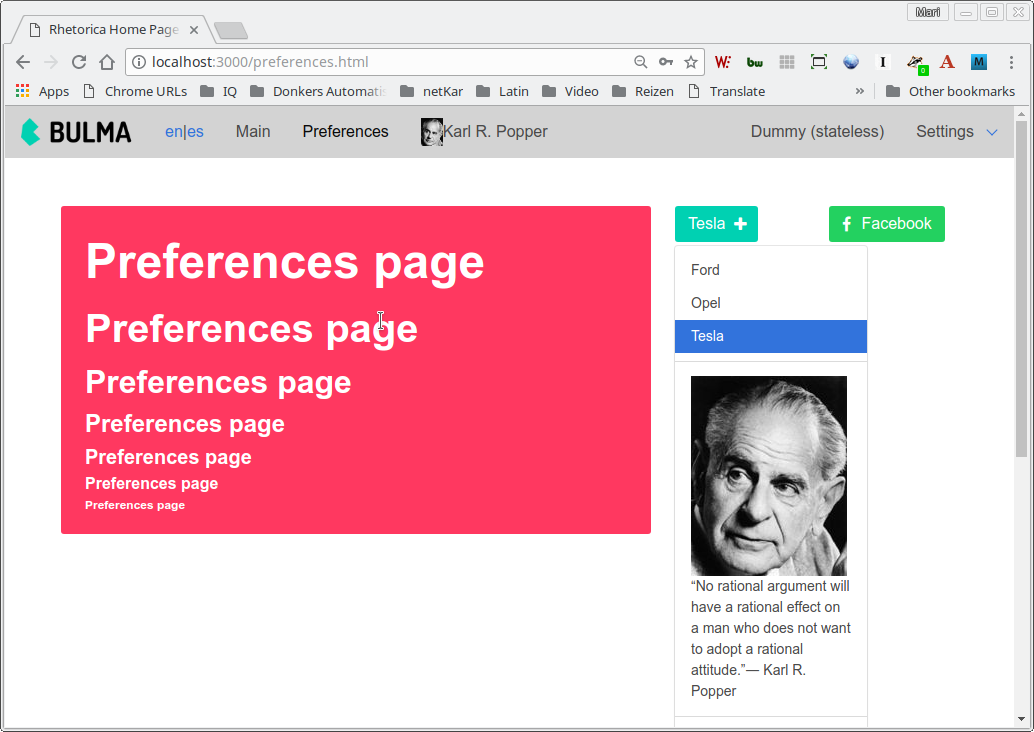 Mari
Rhetorica Home Page
localhost:3000/preferences.html
W: bw I 0 A M
Apps Chrome URLs IQ Donkers Automatis netKar Latin Video Reizen Translate » Other bookmarks
BULMA en|es Main Preferences Karl R. Popper Dummy (stateless) Settings
Preferences page
Preferences page
Preferences page
Preferences page
Preferences page
Preferences page
Preferences page
Tesla
Facebook
Ford
Opel
Tesla
“No rational argument will
have a rational effect on
a man who does not want
to adopt a rational
attitude.”— Karl R.
Popper